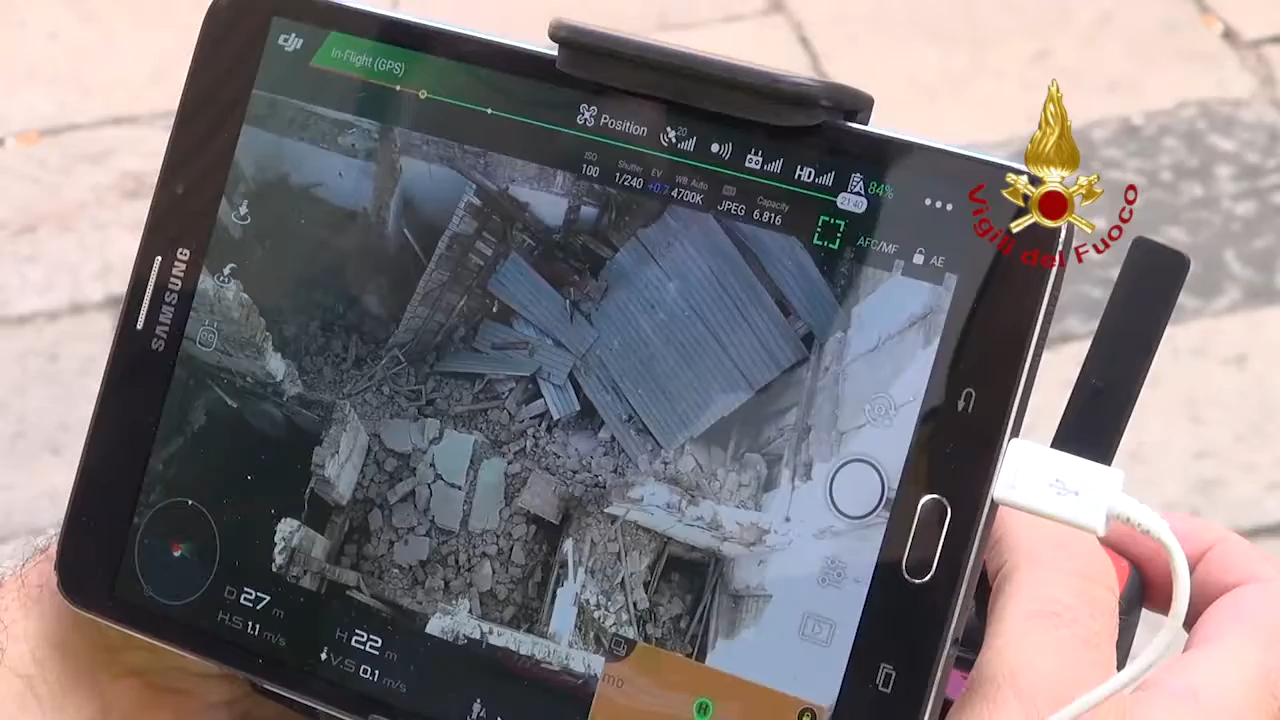 dji
In-Flight (GPS)
Position
20
HD
84%
21:40
ISO
100
Shutter
1/240
EV
+0.7
WB: Auto
4700K
JPEG
Capacity
6.816
AFC/MF
AE
SAMSUNG
D 27 m
H.S 1.1 m/s
H 22 m
V.S 0.1 m/s
H
Vigili del Fuoco